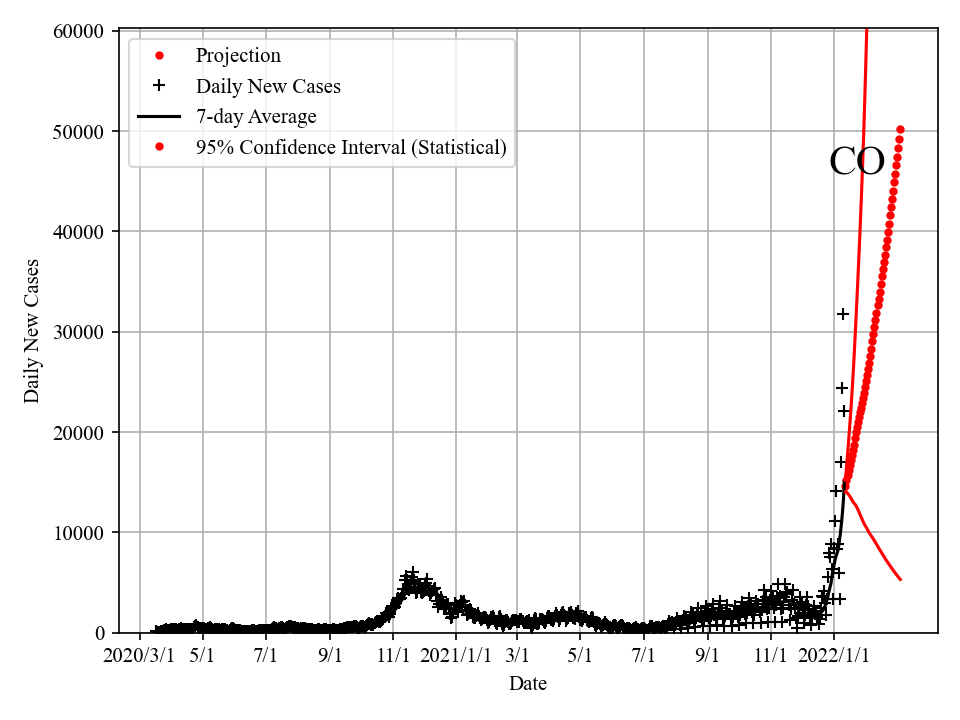 Projection
Daily New Cases
7-day Average
95% Confidence Interval (Statistical)
CO
Daily New Cases
60000
50000
40000
30000
20000
10000
0
2020/3/1 5/1 7/1 9/1 11/1 2021/1/1 3/1 5/1 7/1 9/1 11/1 2022/1/1
Date